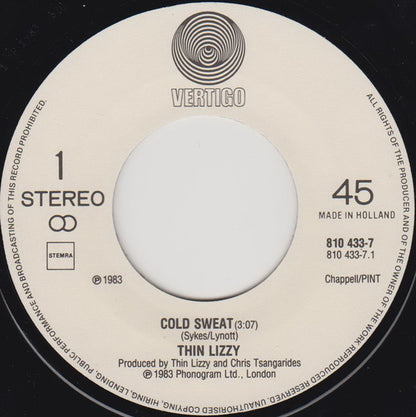 VERTIGO
1
STEREO
STEMRA
℗ 1983
45
MADE IN HOLLAND
810 433-7
810 433-7.1
Chappell/PINT
COLD SWEAT (3:07)
(Sykes/Lynott)
THIN LIZZY
Produced by Thin Lizzy and Chris Tsangarides
℗ 1983 Phonogram Ltd., London
ALL RIGHTS OF THE PRODUCER AND OF THE OWNER OF THE WORK REPRODUCED RESERVED. UNAUTHORISED COPYING, HIRING, LENDING, PUBLIC PERFORMANCE AND BROADCASTING OF THIS RECORD PROHIBITED.